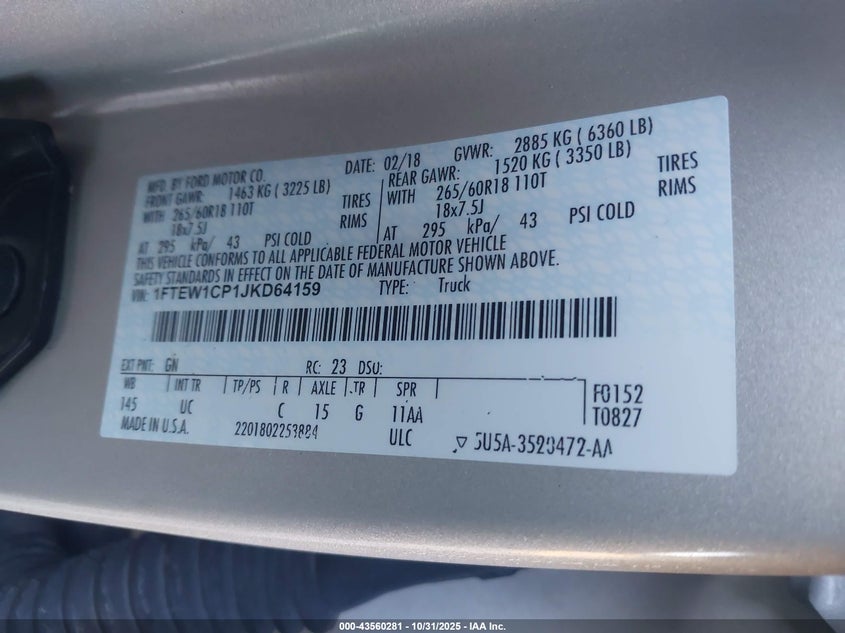 MFD. BY FORD MOTOR CO. DATE: 02/18 GVWR: 2885 KG ( 6360 LB)
FRONT GAWR: 1463 KG ( 3225 LB) REAR GAWR: 1520 KG ( 3350 LB)
WITH 265/60R18 110T TIRES WITH 265/60R18 110T TIRES
18x7.5J RIMS 18x7.5J RIMS
AT 295 kPa/ 43 PSI COLD AT 295 kPa/ 43 PSI COLD
THIS VEHICLE CONFORMS TO ALL APPLICABLE FEDERAL MOTOR VEHICLE
SAFETY STANDARDS IN EFFECT ON THE DATE OF MANUFACTURE SHOWN ABOVE.
VIN: 1FTEW1CP1JKD64159 TYPE: Truck
EXT PNT: GN RC: 23 DSO:
WB INT TR TP/PS R AXLE TR SPR
145 UC C 15 G 11AA
F0152
T0827
MADE IN U.S.A. 2201802253884 ULC 5U5A-3520472-AA
000-43560281 - 10/31/2025 - IAA Inc.